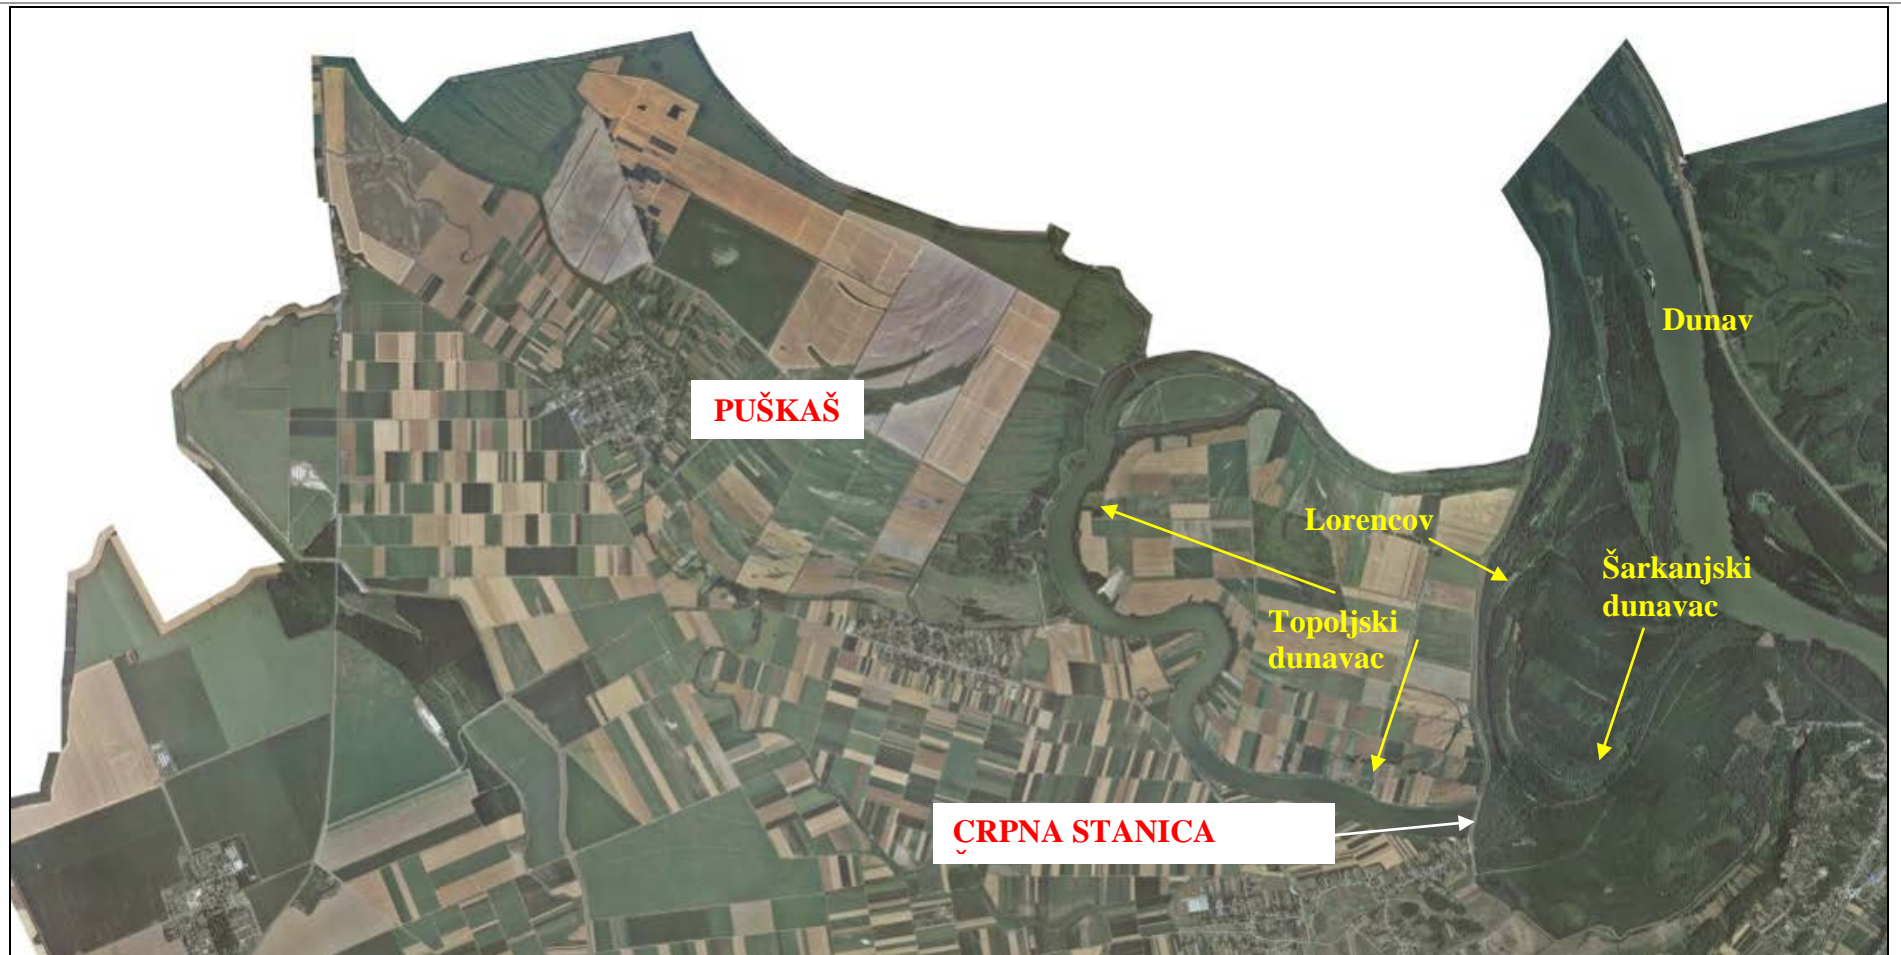 Dunav
PUŠKAŠ
Lorencov
Šarkanjski
dunavac
Topoljski
dunavac
CRPNA STANICA